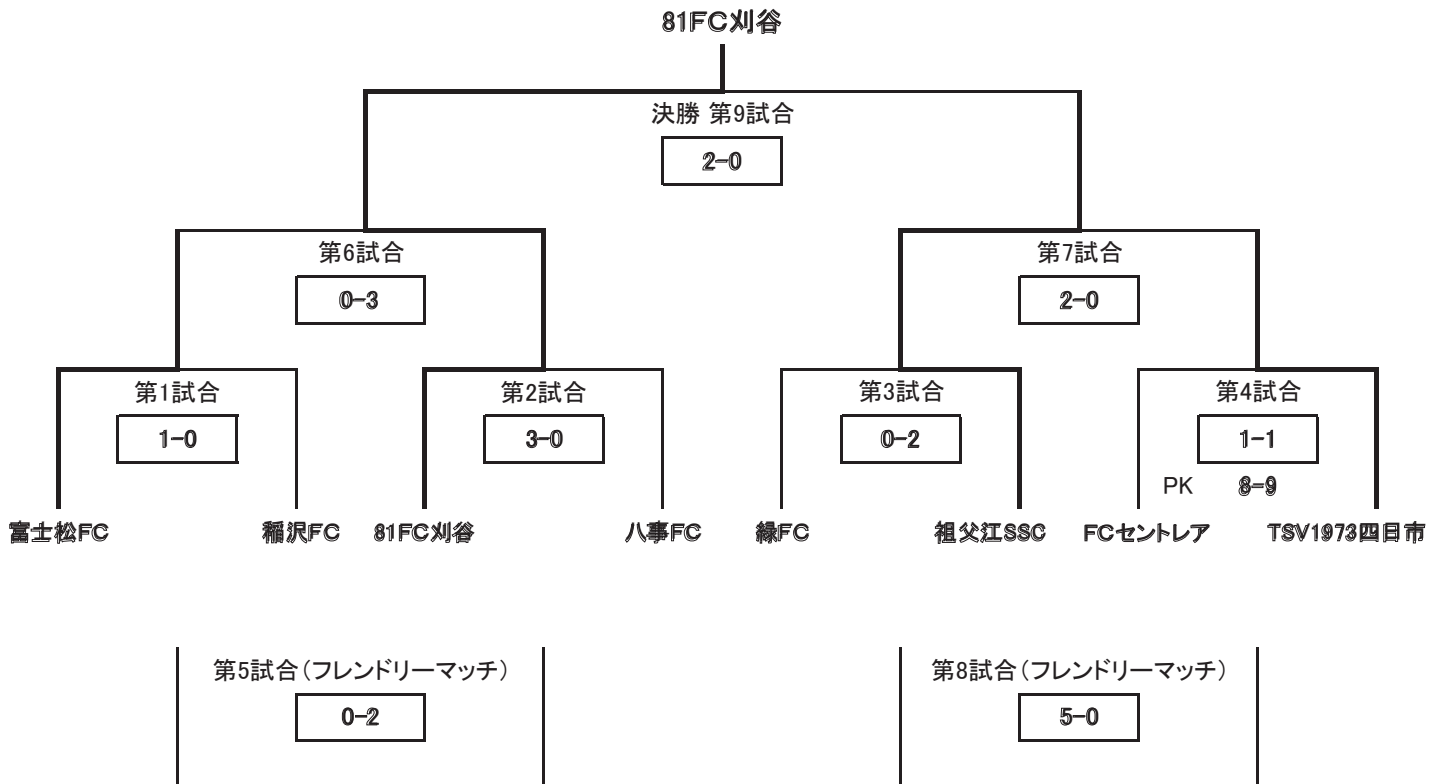 81FC刈谷
決勝 第9試合
2-0
第6試合
第7試合
0-3
2-0
第1試合
第2試合
第3試合
第4試合
1-0
3-0
0-2
1-1
PK 8-9
富士松FC
稲沢FC
81FC刈谷
八事FC
緑FC
祖父江SSC
FCセントレア
TSV1973四日市
第5試合(フレンドリーマッチ)
第8試合(フレンドリーマッチ)
0-2
5-0